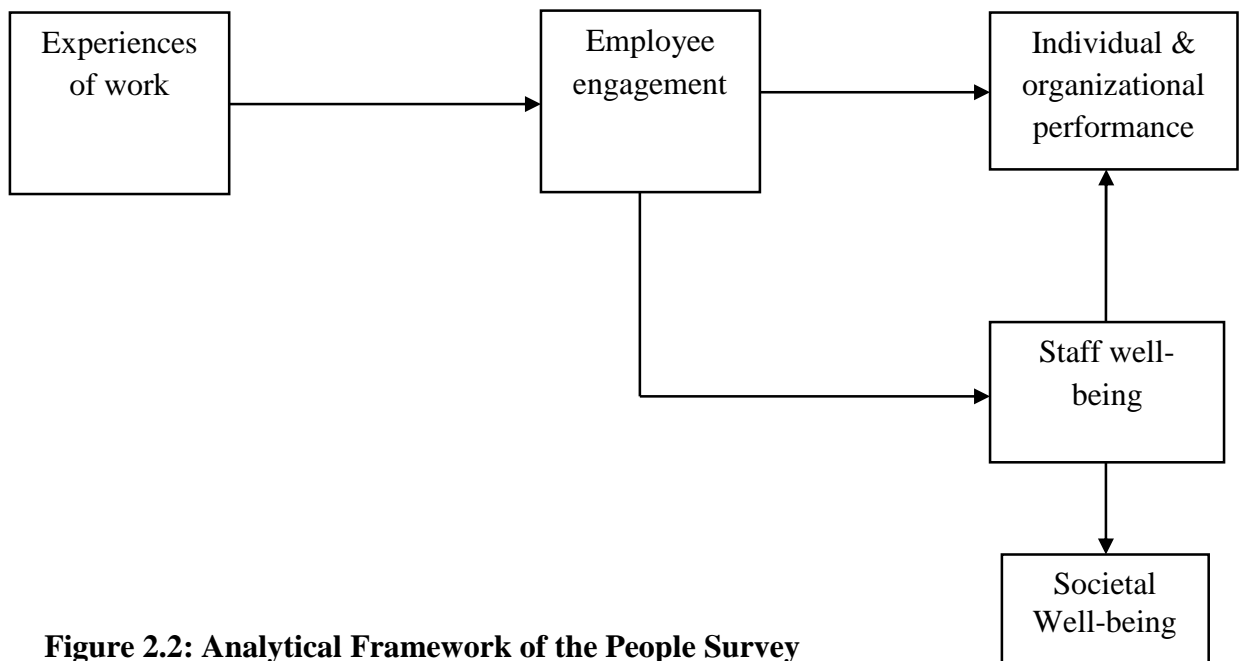 Experiences
of work
Employee
engagement
Individual &
organizational
performance
Staff well-
being
Societal
Well-being
Figure 2.2: Analytical Framework of the People Survey